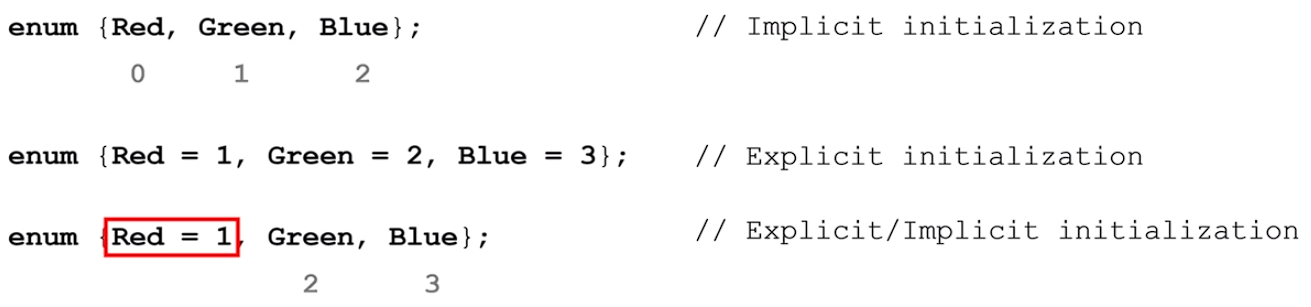 enum {Red, Green, Blue}; // Implicit initialization
0 1 2
enum {Red = 1, Green = 2, Blue = 3}; // Explicit initialization
enum {Red = 1, Green, Blue}; // Explicit/Implicit initialization
2 3